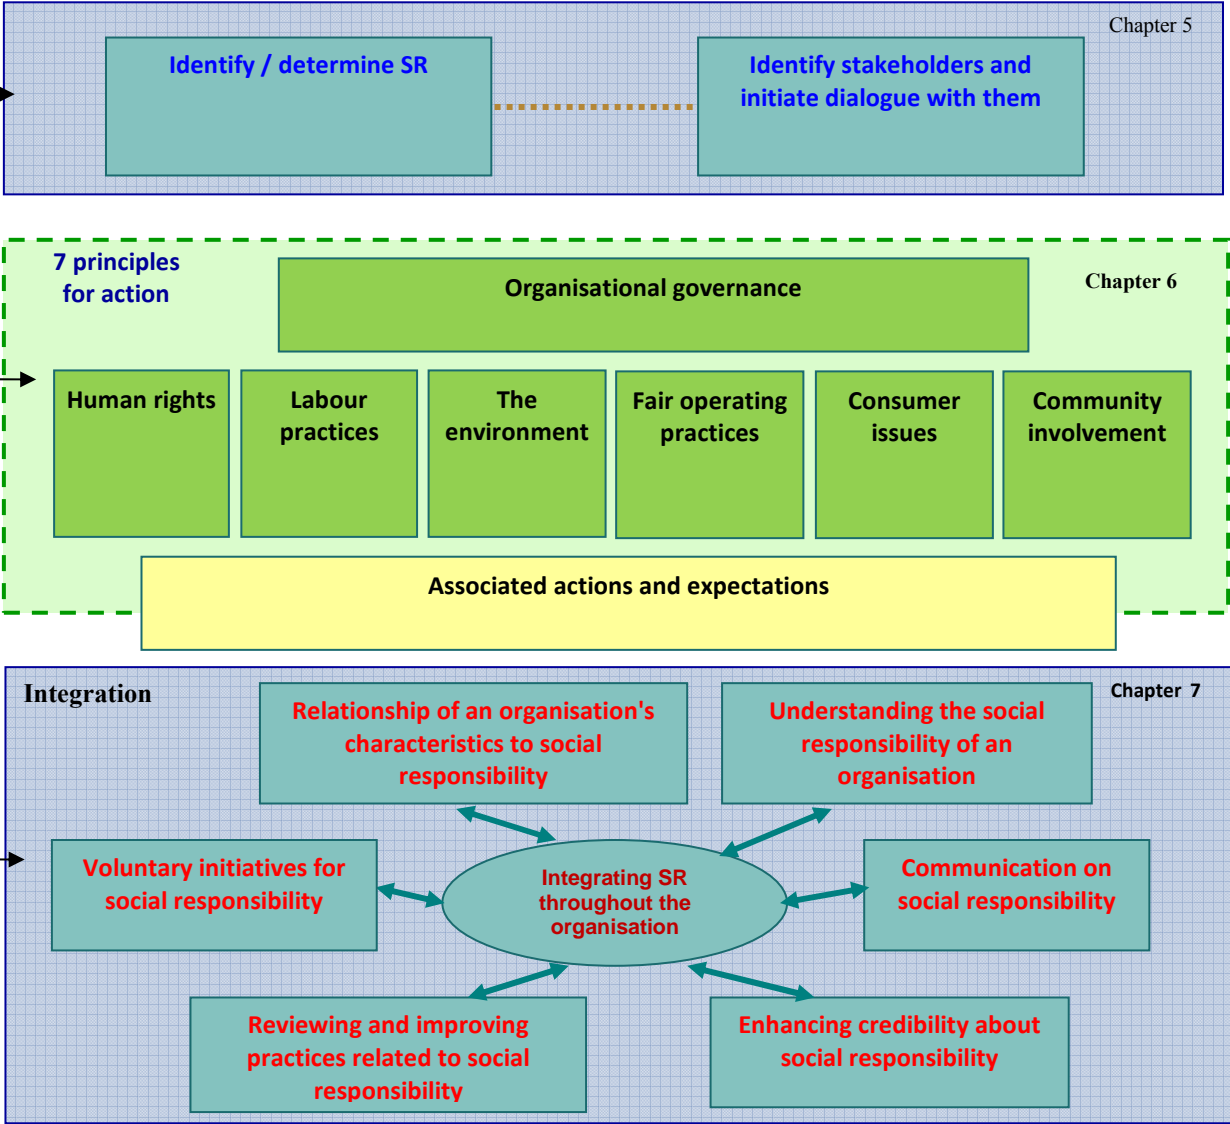 Chapter 5
Identify / determine SR
Identify stakeholders and
initiate dialogue with them
7 principles
for action
Organisational governance
Chapter 6
Human rights
Labour
practices
The
environment
Fair operating
practices
Consumer
issues
Community
involvement
Associated actions and expectations
Integration
Chapter 7
Relationship of an organisation's
characteristics to social
responsibility
Understanding the social
responsibility of an
organisation
Voluntary initiatives for
social responsibility
Integrating SR
throughout the
organisation
Communication on
social responsibility
Reviewing and improving
practices related to social
responsibility
Enhancing credibility about
social responsibility